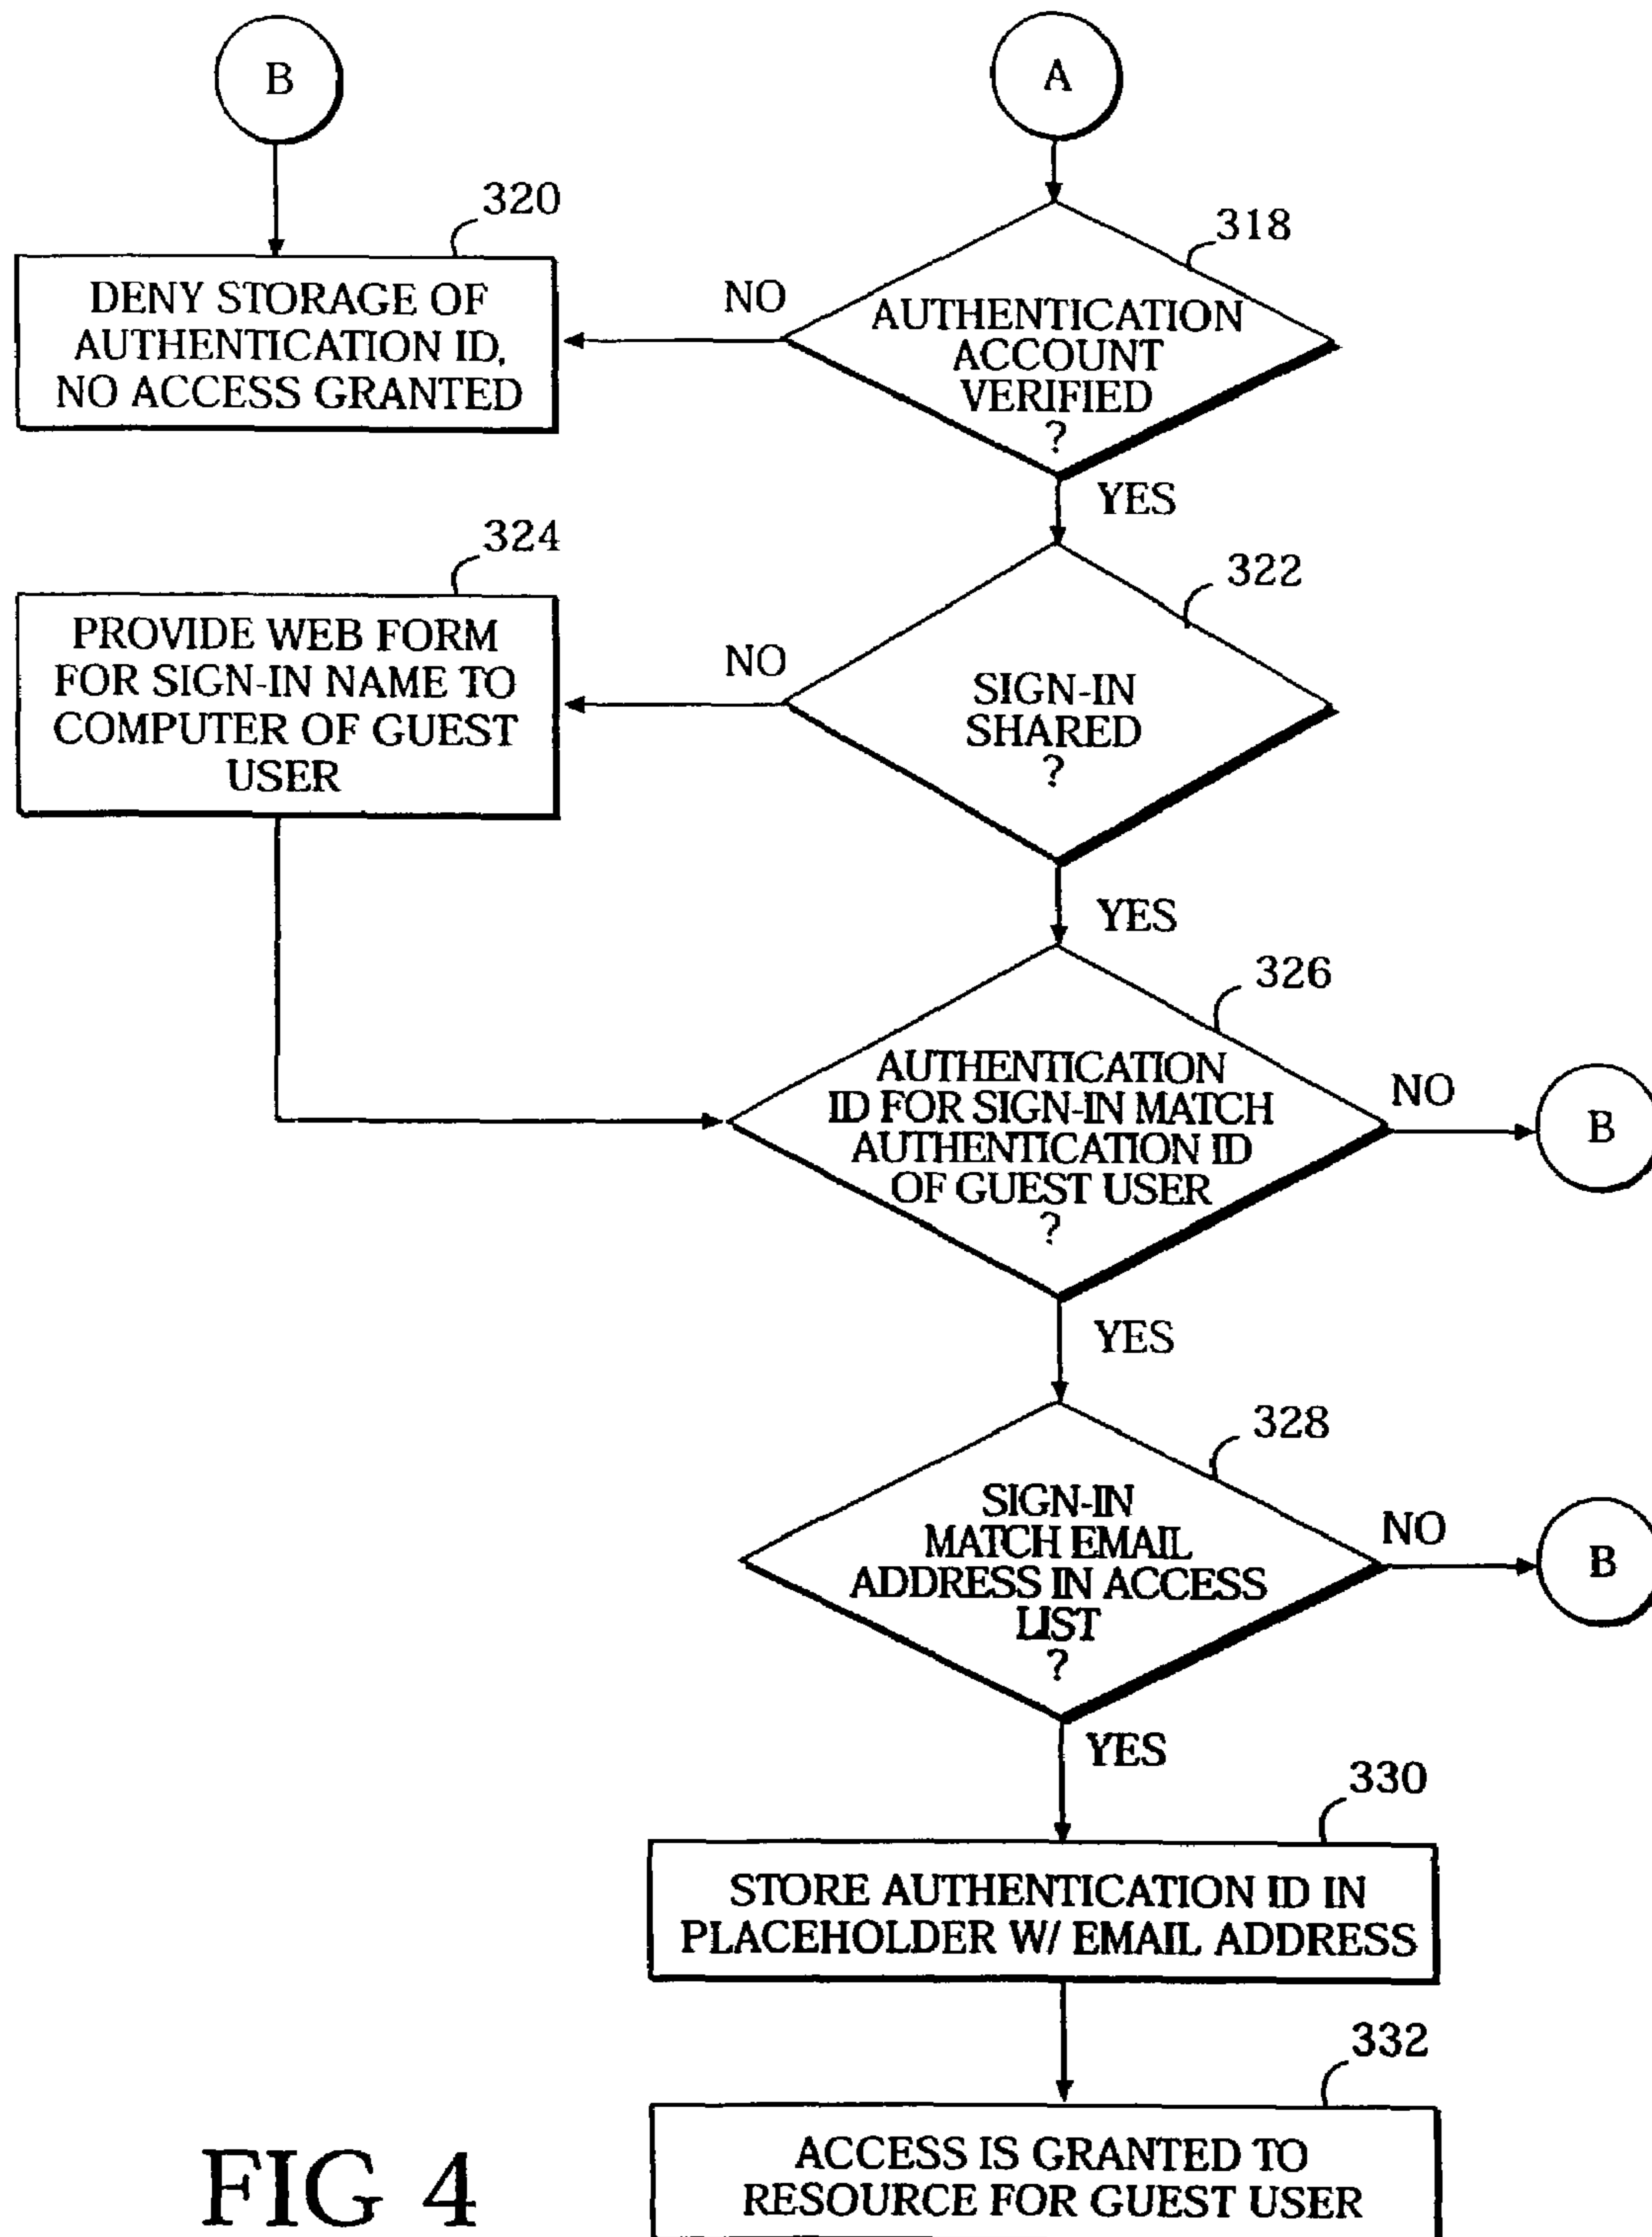 B
A
320
318
DENY STORAGE OF
AUTHENTICATION ID,
NO ACCESS GRANTED
NO
AUTHENTICATION
ACCOUNT
VERIFIED
?
YES
324
322
PROVIDE WEB FORM
FOR SIGN-IN NAME TO
COMPUTER OF GUEST
USER
NO
SIGN-IN
SHARED
?
YES
326
AUTHENTICATION
ID FOR SIGN-IN MATCH
AUTHENTICATION ID
OF GUEST USER
?
NO
B
YES
328
SIGN-IN
MATCH EMAIL
ADDRESS IN ACCESS
LIST
?
NO
B
YES
330
STORE AUTHENTICATION ID IN
PLACEHOLDER W/ EMAIL ADDRESS
332
ACCESS IS GRANTED TO
RESOURCE FOR GUEST USER
FIG 4